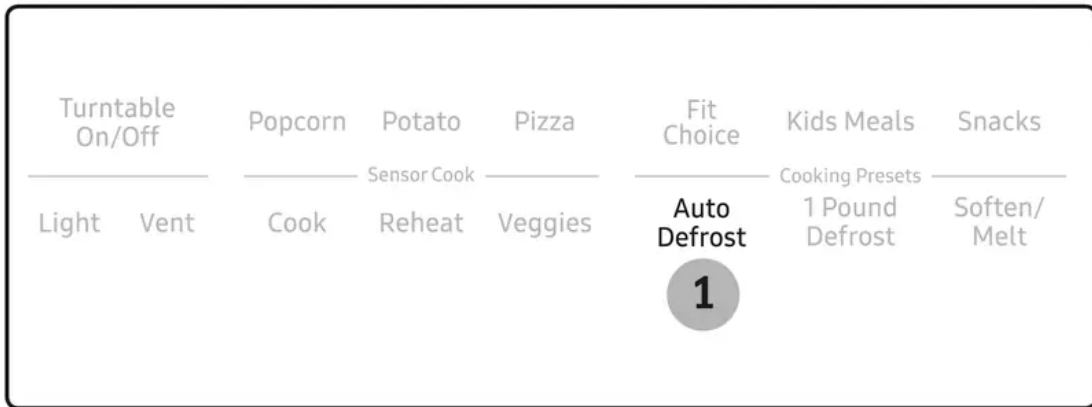 Turntable
On/Off
Popcorn
Potato
Pizza
Fit
Choice
Kids Meals
Snacks
Sensor Cook
Cooking Presets
Light
Vent
Cook
Reheat
Veggies
Auto
Defrost
1 Pound
Defrost
Soften/
Melt
1